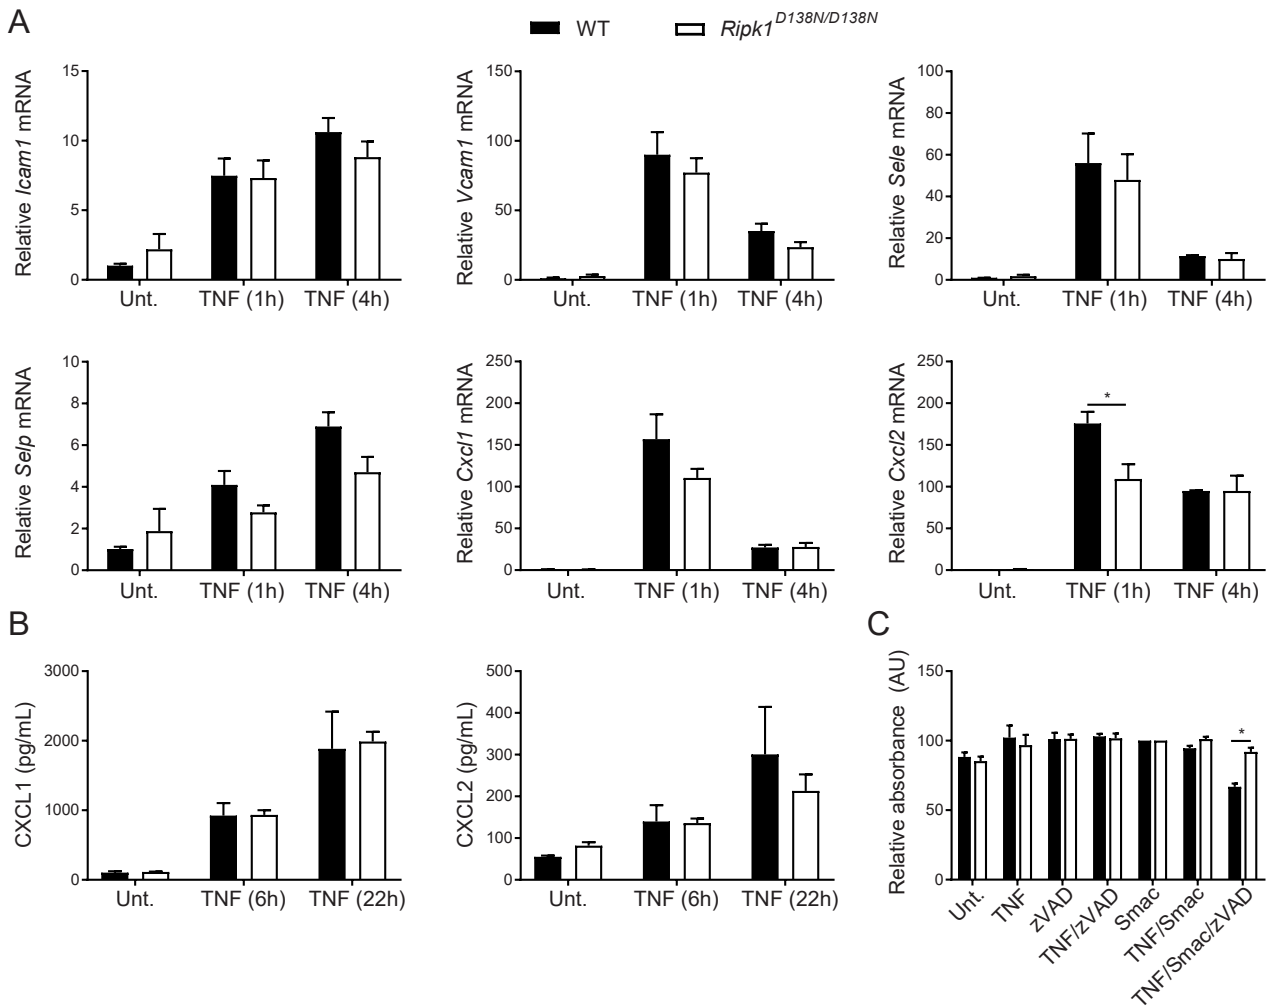 A
WT
Ripk1 D138N/D138N
Relative Icam1 mRNA
15
10
5
0
Unt.
TNF (1h)
TNF (4h)
Relative Vcam1 mRNA
150
100
50
0
Unt.
TNF (1h)
TNF (4h)
Relative Sele mRNA
100
80
60
40
20
0
Unt.
TNF (1h)
TNF (4h)
Relative Selp mRNA
10
8
6
4
2
0
Unt.
TNF (1h)
TNF (4h)
Relative Cxcl1 mRNA
250
200
150
100
50
0
Unt.
TNF (1h)
TNF (4h)
Relative Cxcl2 mRNA
250
200
150
100
50
0
*
Unt.
TNF (1h)
TNF (4h)
B
CXCL1 (pg/mL)
3000
2000
1000
0
Unt.
TNF (6h)
TNF (22h)
CXCL2 (pg/mL)
500
400
300
200
100
0
Unt.
TNF (6h)
TNF (22h)
C
Relative absorbance (AU)
150
100
50
0
*
Unt.
TNF
zVAD
TNF/zVAD
Smac
TNF/Smac
TNF/Smac/zVAD